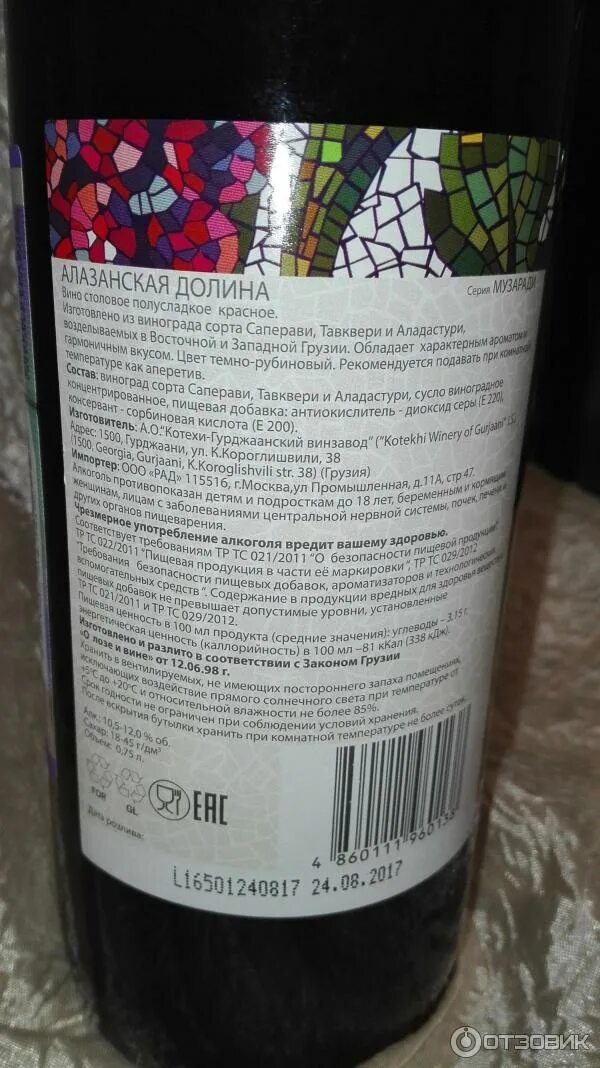 АЛАЗАНСКАЯ ДОЛИНА
Серия МУЗАРАДИ
Вино столовое полусладкое красное.
Изготовлено из винограда сорта Саперави, Тавквери и Аладастури,
возделываемых в Восточной и Западной Грузии. Обладает характерным ароматом и
гармоничным вкусом. Цвет темно-рубиновый. Рекомендуется подавать при комнатной
температуре как аперитив.
Состав: виноград сорта Саперави, Тавквери и Аладастури, сусло виноградное
концентрированное, пищевая добавка: антиокислитель - диоксид серы (Е 220),
консервант - сорбиновая кислота (Е 200).
Изготовитель: А.О."Котехи-Гурджаанский винзавод" ("Kotekhi Winery of Gurjaani"
Адрес: 1500, Гурджаани, ул. К.Короглишвили, 38
(1500, Georgia, Gurjaani, K.Koroglishvili str. 38) (Грузия)
Импортер: ООО «РАД» 115516, г.Москва,ул Промышленная, д.11А, стр 47.
Алкоголь противопоказан детям и подросткам до 18 лет, беременным и кормящим
женщинам, лицам с заболеваниями центральной нервной системы, почек, печени и
других органов пищеварения.
Чрезмерное употребление алкоголя вредит вашему здоровью.
Соответствует требованиям ТР ТС 021/2011 "О безопасности пищевой продукции",
ТР ТС 022/2011 "Пищевая продукция в части её маркировки", ТР ТС 029/2012
"Требования безопасности пищевых добавок, ароматизаторов и технологических
вспомогательных средств". Содержание в продукции вредных для здоровья веществ и
пищевых добавок не превышает допустимые уровни, установленные
ТР ТС 021/2011 и ТР ТС 029/2012.
Пищевая ценность в 100 мл продукта (средние значения): углеводы – 3,15 г.
энергетическая ценность (каллорийность) в 100 мл –81 кКал (338 кДж).
Изготовлено и разлито в соответствии с Законом Грузии
«О лозе и вине» от 12.06.98 г.
Хранить в вентилируемых, не имеющих постороннего запаха помещениях,
исключающих воздействие прямого солнечного света при температуре от
+5°С до +20°С и относительной влажности не более 85%.
Срок годности не ограничен при соблюдении условий хранения.
После вскрытия бутылки хранить при комнатной температуре не более суток.
Алк.: 10,5-12,0 % об.
Сахар: 18-45 г/дм³
Объем: 0,75 л.
FOR
GL
EAC
Дата розлива:
4 860111 960158
L16501240817 24.08.2017
ОТЗОВИК